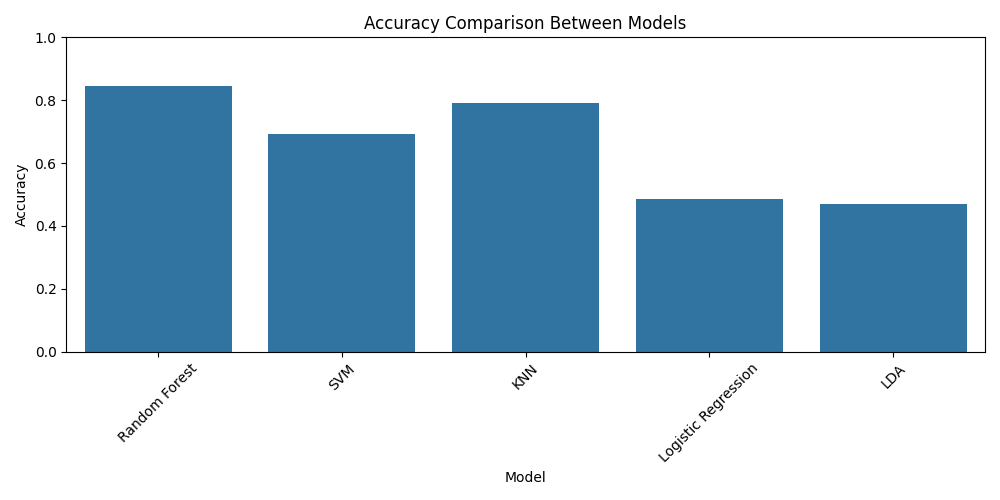 Accuracy Comparison Between Models
Accuracy
1.0
0.8
0.6
0.4
0.2
0.0
Random Forest
SVM
KNN
Logistic Regression
LDA
Model